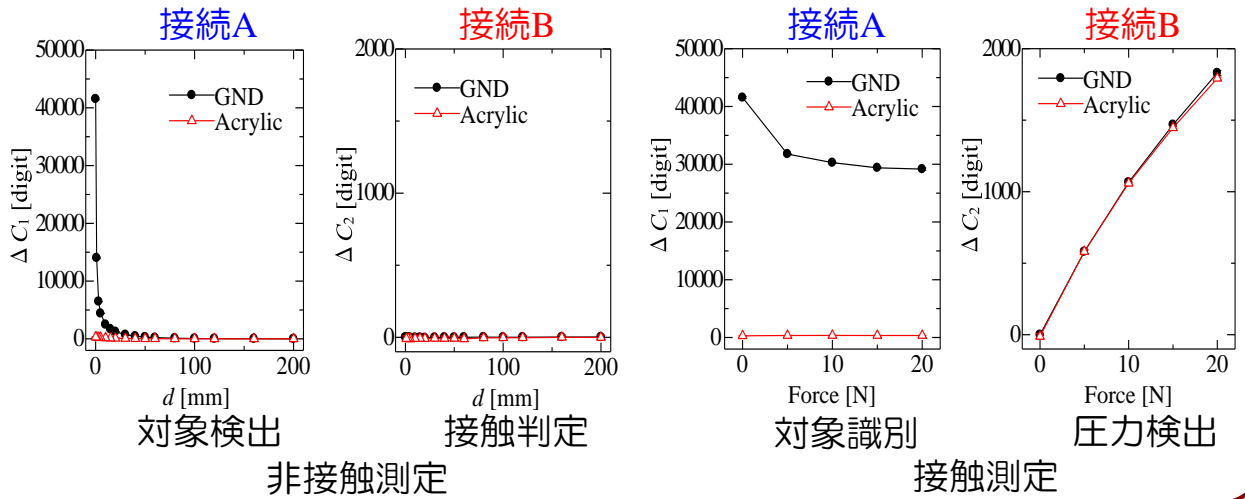 接続A
50000
40000
30000
20000
10000
0
Δ C1 [digit]
GND
Acrylic
0 100 200
d [mm]
対象検出
接続B
2000
1000
0
Δ C2 [digit]
GND
Acrylic
0 100 200
d [mm]
接触判定
非接触測定
接続A
50000
40000
30000
20000
10000
0
Δ C1 [digit]
GND
Acrylic
0 10 20
Force [N]
対象識別
接続B
2000
1000
0
Δ C2 [digit]
GND
Acrylic
0 10 20
Force [N]
圧力検出
接触測定